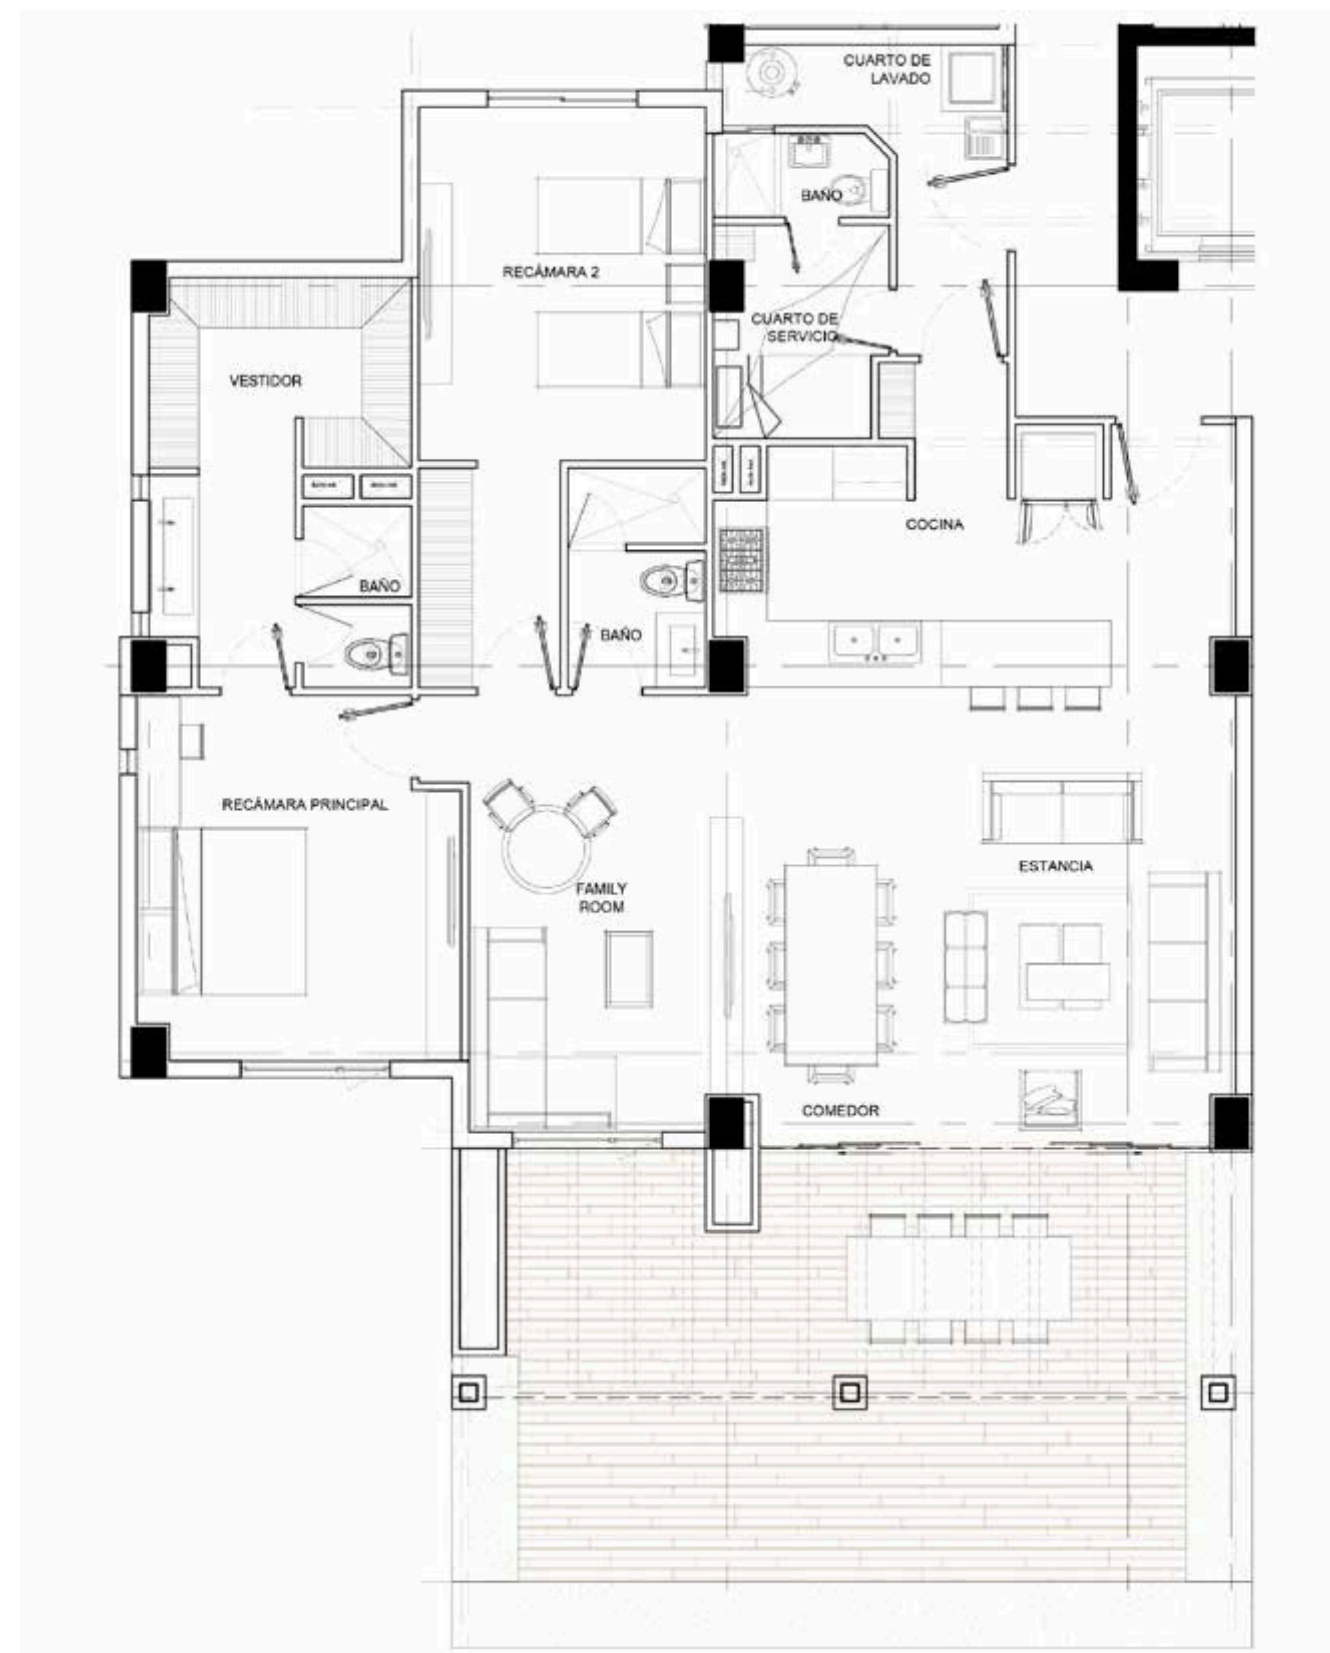 CUARTO DE
LAVADO
BAÑO
RECÁMARA 2
CUARTO DE
SERVICIO
VESTIDOR
COCINA
BAÑO
BAÑO
RECÁMARA PRINCIPAL
ESTANCIA
FAMILY
ROOM
COMEDOR